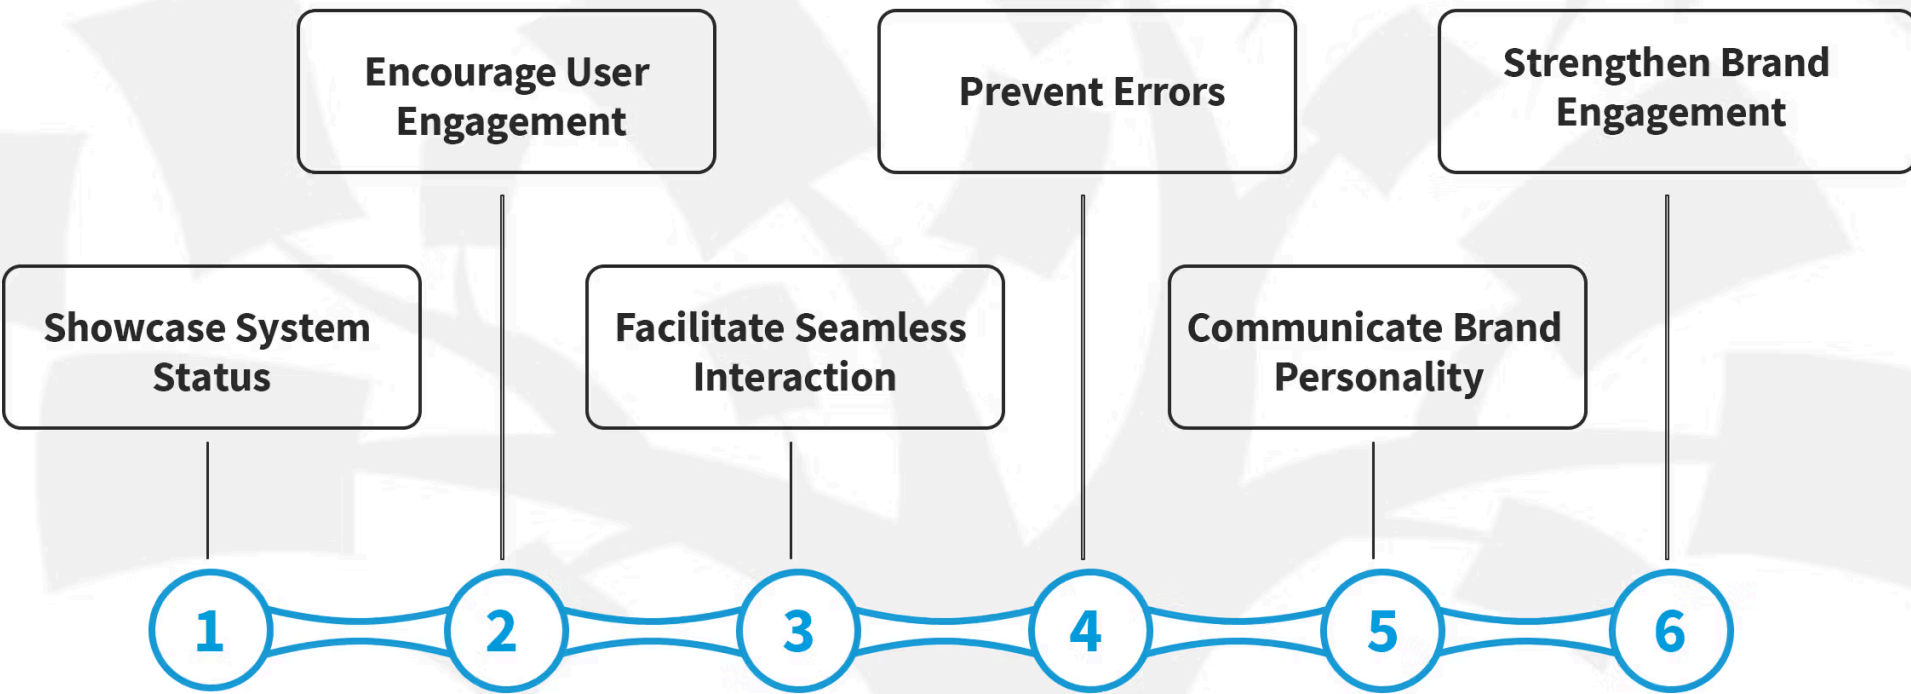 Encourage User
Engagement
Prevent Errors
Strengthen Brand
Engagement
Showcase System
Status
Facilitate Seamless
Interaction
Communicate Brand
Personality
1
2
3
4
5
6